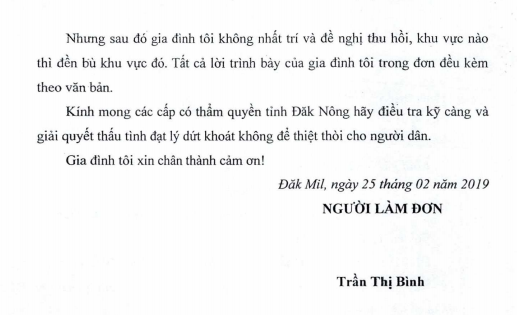 Nhưng sau đó gia đình tôi không nhất trí và đề nghị thu hồi, khu vực nào
thì đền bù khu vực đó. Tất cả lời trình bày của gia đình tôi trong đơn đều kèm
theo văn bản.
Kính mong các cấp có thẩm quyền tỉnh Đăk Nông hãy điều tra kỹ càng và
giải quyết thấu tình đạt lý dứt khoát không để thiệt thòi cho người dân.
Gia đình tôi xin chân thành cảm ơn!
Đăk Mil, ngày 25 tháng 02 năm 2019
NGƯỜI LÀM ĐƠN
Trần Thị Bình